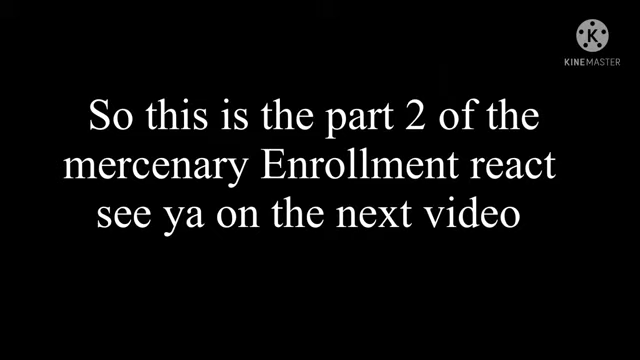 So this is the part 2 of the
mercenary Enrollment react
see ya on the next video
K
KINEMASTER